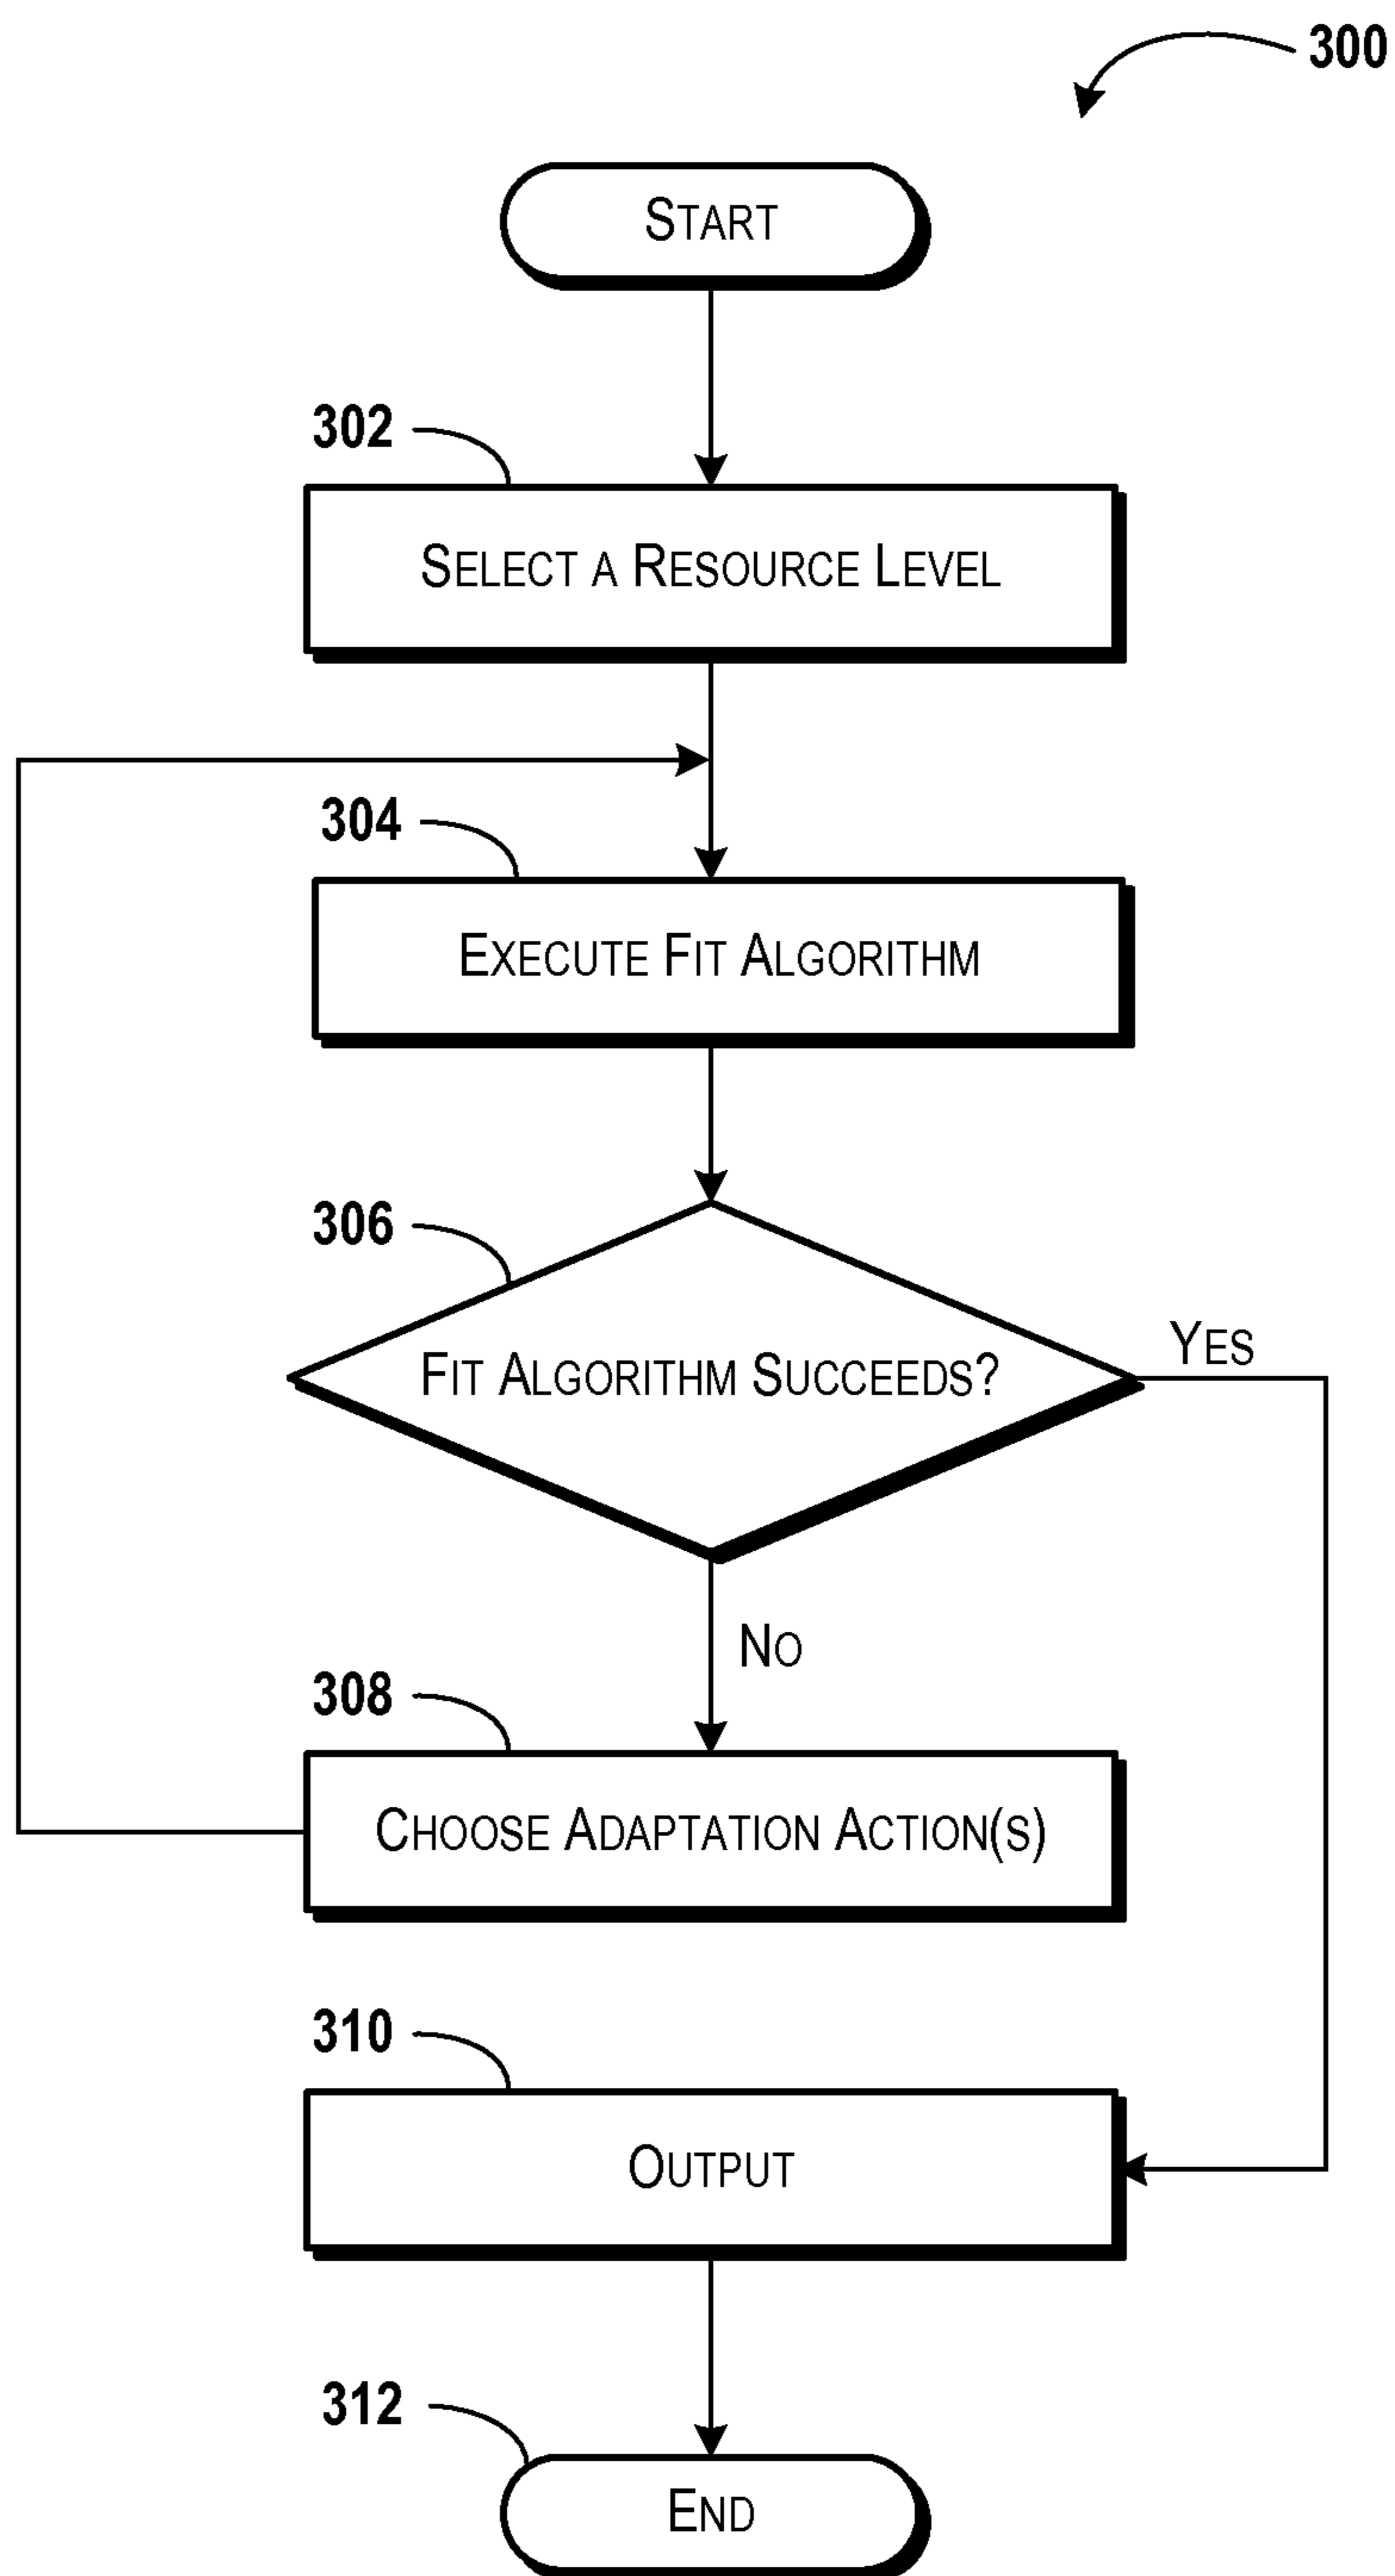 300
START
302
SELECT A RESOURCE LEVEL
304
EXECUTE FIT ALGORITHM
306
FIT ALGORITHM SUCCEEDS?
YES
NO
308
CHOOSE ADAPTATION ACTION(S)
310
OUTPUT
312
END